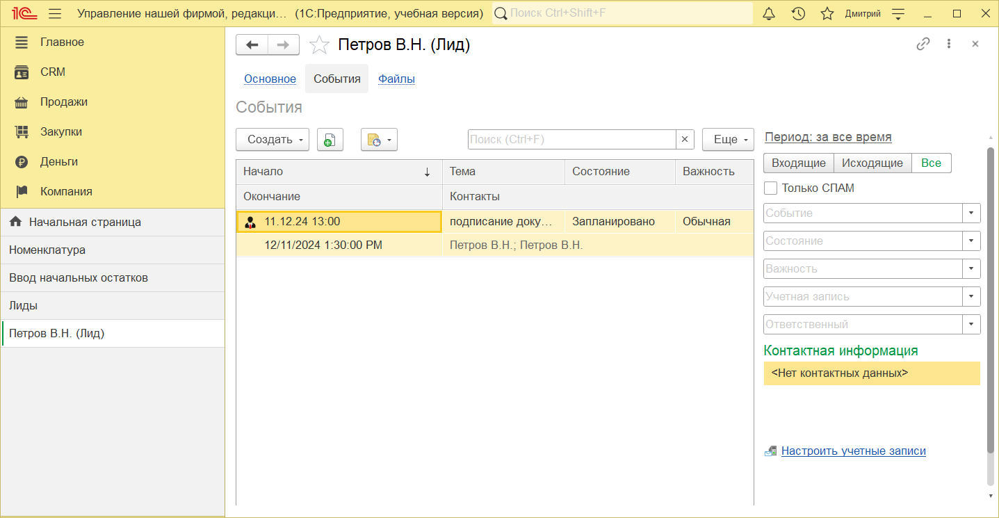 1С Управление нашей фирмой, редакци... (1С:Предприятие, учебная версия) Поиск Ctrl+Shift+F Дмитрий
Главное
CRM
Продажи
Закупки
Деньги
Компания
Начальная страница
Номенклатура
Ввод начальных остатков
Лиды
Петров В.Н. (Лид)
Петров В.Н. (Лид)
Основное События Файлы
События
Создать Поиск (Ctrl+F) Еще
Начало Тема Состояние Важность
Окончание Контакты
11.12.24 13:00 подписание доку... Запланировано Обычная
12/11/2024 1:30:00 PM Петров В.Н.; Петров В.Н.
Период: за все время
Входящие Исходящие Все
Только СПАМ
Событие
Состояние
Важность
Учетная запись
Ответственный
Контактная информация
<Нет контактных данных>
Настроить учетные записи